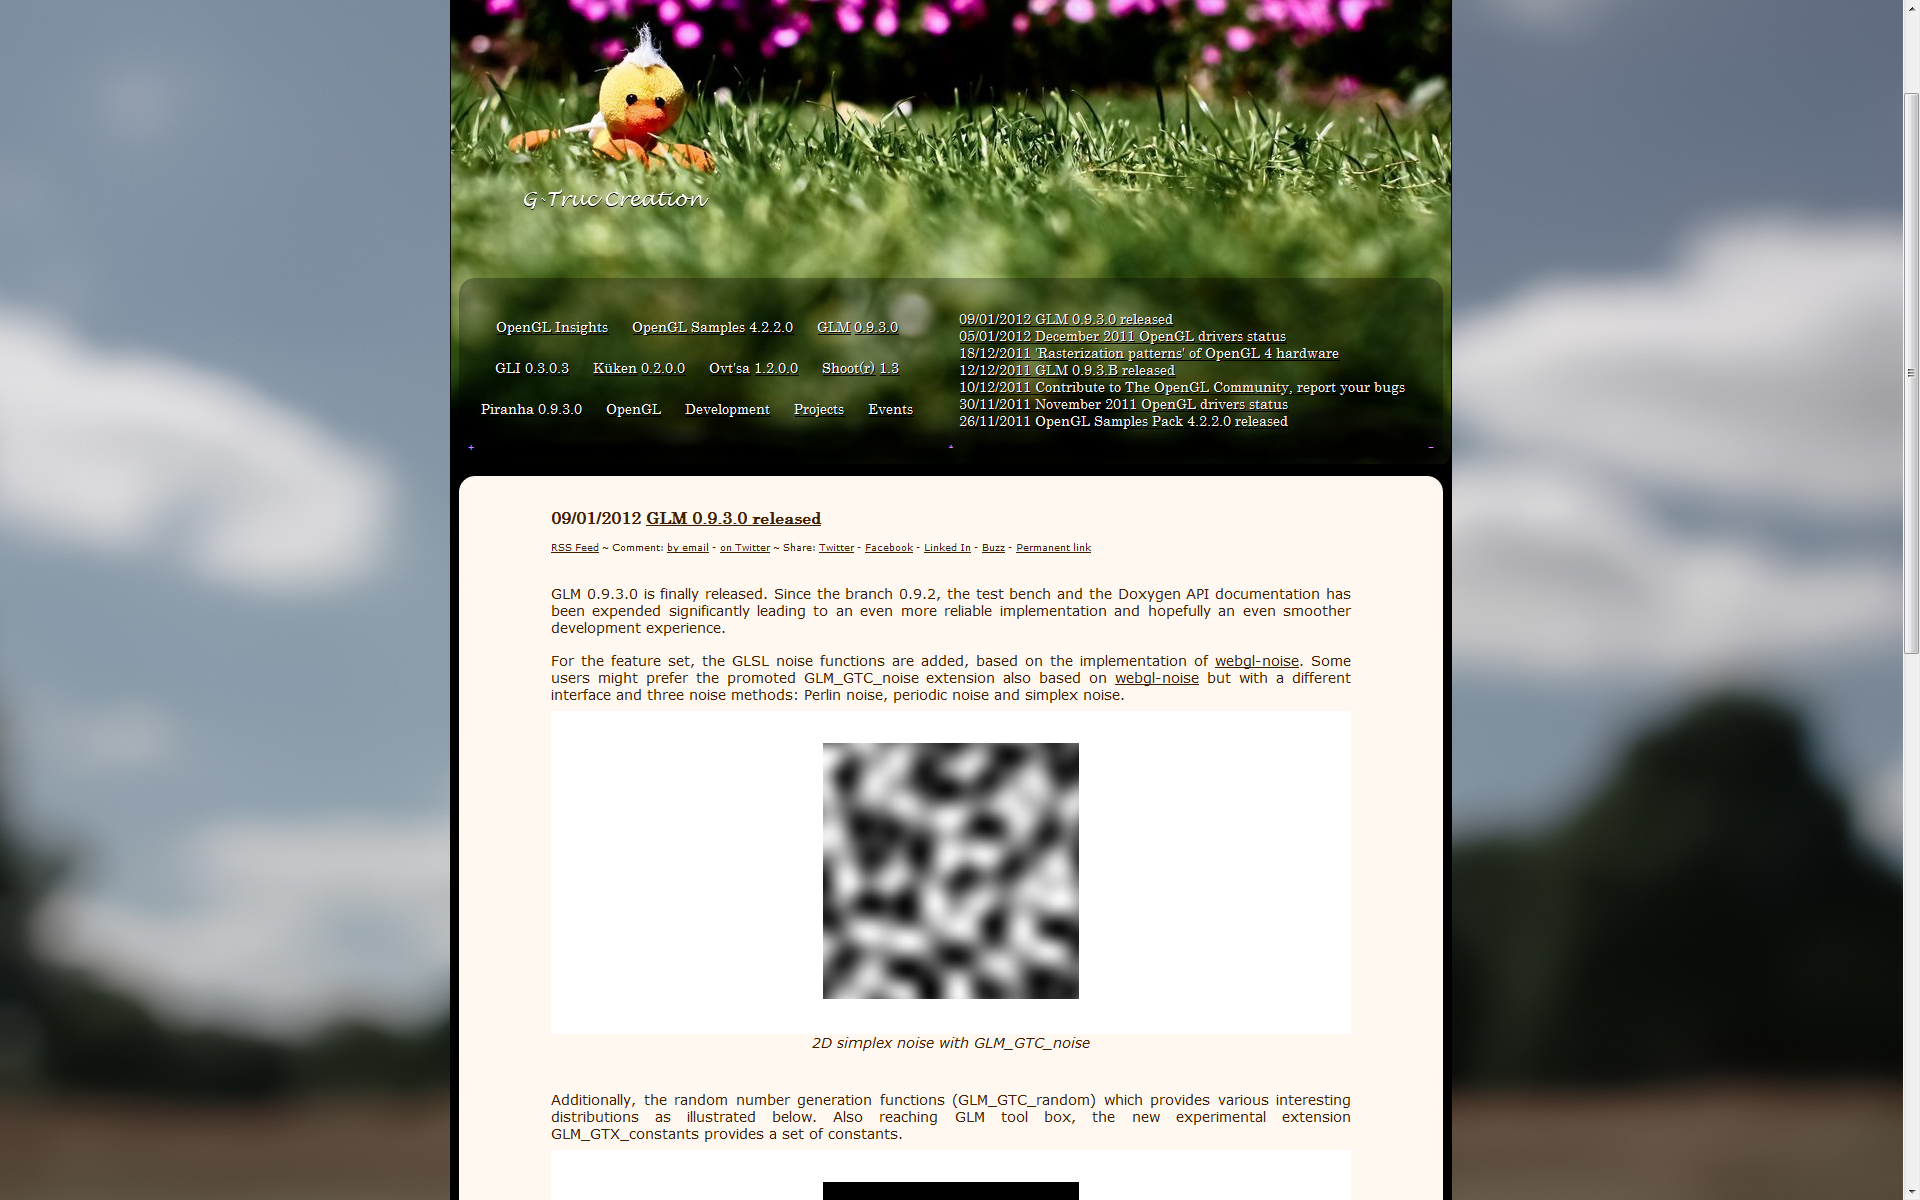 G-Truc Creation
OpenGL Insights OpenGL Samples 4.2.2.0 GLM 0.9.3.0
GLI 0.3.0.3 Küken 0.2.0.0 Ovt'sa 1.2.0.0 Shoot(r) 1.3
Piranha 0.9.3.0 OpenGL Development Projects Events
09/01/2012 GLM 0.9.3.0 released
05/01/2012 December 2011 OpenGL drivers status
18/12/2011 'Rasterization patterns' of OpenGL 4 hardware
12/12/2011 GLM 0.9.3.B released
10/12/2011 Contribute to The OpenGL Community, report your bugs
30/11/2011 November 2011 OpenGL drivers status
26/11/2011 OpenGL Samples Pack 4.2.2.0 released
09/01/2012 GLM 0.9.3.0 released
RSS Feed ~ Comment: by email - on Twitter ~ Share: Twitter - Facebook - Linked In - Buzz - Permanent link
GLM 0.9.3.0 is finally released. Since the branch 0.9.2, the test bench and the Doxygen API documentation has
been expended significantly leading to an even more reliable implementation and hopefully an even smoother
development experience.
For the feature set, the GLSL noise functions are added, based on the implementation of webgl-noise. Some
users might prefer the promoted GLM_GTC_noise extension also based on webgl-noise but with a different
interface and three noise methods: Perlin noise, periodic noise and simplex noise.
2D simplex noise with GLM_GTC_noise
Additionally, the random number generation functions (GLM_GTC_random) which provides various interesting
distributions as illustrated below. Also reaching GLM tool box, the new experimental extension
GLM_GTX_constants provides a set of constants.